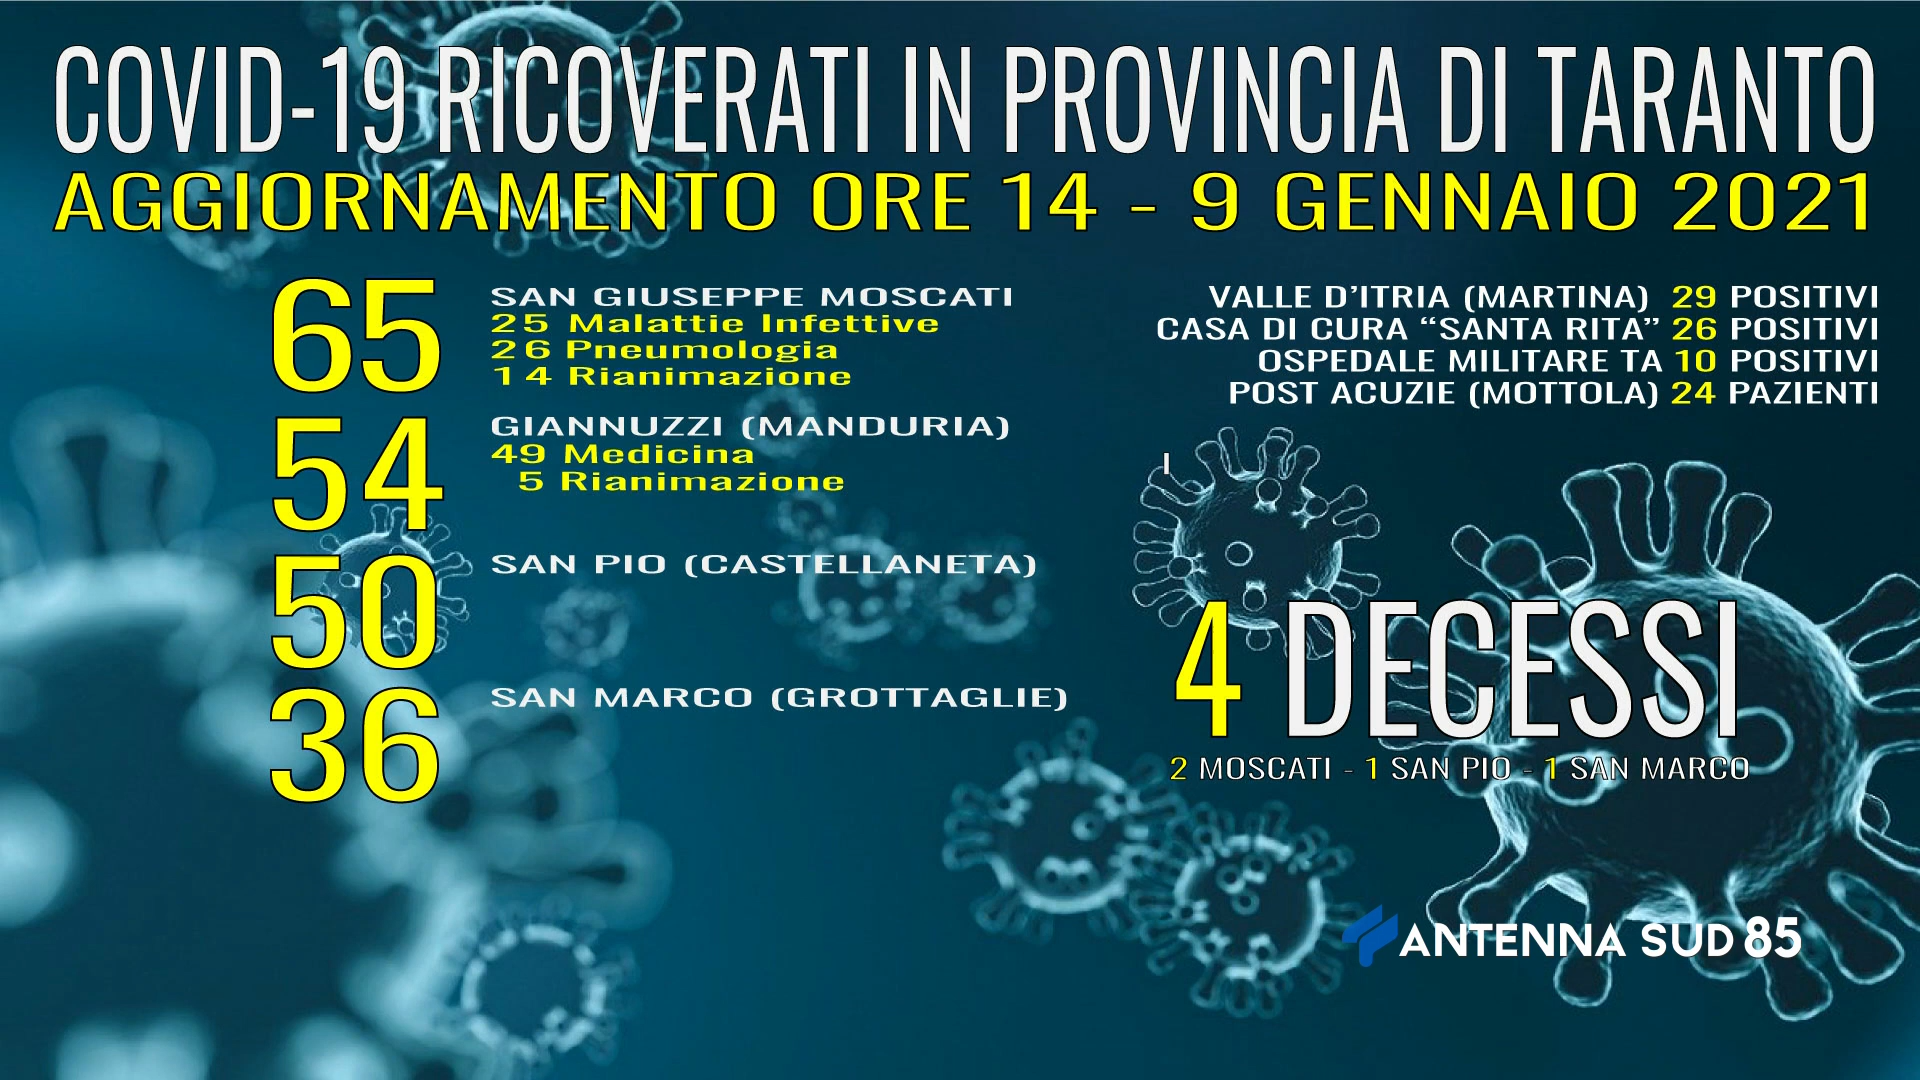 COVID-19 RICOVERATI IN PROVINCIA DI TARANTO
AGGIORNAMENTO ORE 14 - 9 GENNAIO 2021
65
SAN GIUSEPPE MOSCATI
25 Malattie Infettive
26 Pneumologia
14 Rianimazione
54
GIANNUZZI (MANDURIA)
49 Medicina
5 Rianimazione
50
SAN PIO (CASTELLANETA)
36
SAN MARCO (GROTTAGLIE)
VALLE D’ITRIA (MARTINA) 29 POSITIVI
CASA DI CURA “SANTA RITA” 26 POSITIVI
OSPEDALE MILITARE TA 10 POSITIVI
POST ACUZIE (MOTTOLA) 24 PAZIENTI
I
4 DECESSI
2 MOSCATI - 1 SAN PIO - 1 SAN MARCO
ANTENNA SUD 85